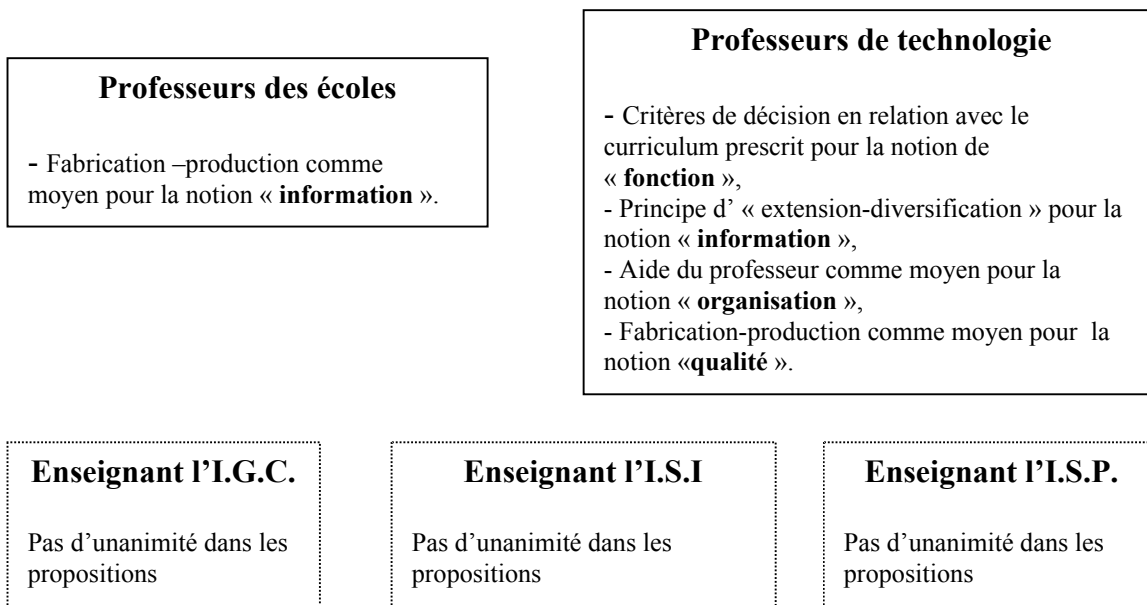 Professeurs des écoles
- Fabrication –production comme
moyen pour la notion « information ».
Professeurs de technologie
- Critères de décision en relation avec le
curriculum prescrit pour la notion de
« fonction »,
- Principe d’ « extension-diversification » pour la
notion « information »,
- Aide du professeur comme moyen pour la
notion « organisation »,
- Fabrication-production comme moyen pour la
notion «qualité ».
Enseignant l’I.G.C.
Pas d’unanimité dans les
propositions
Enseignant l’I.S.I
Pas d’unanimité dans les
propositions
Enseignant l’I.S.P.
Pas d’unanimité dans les
propositions